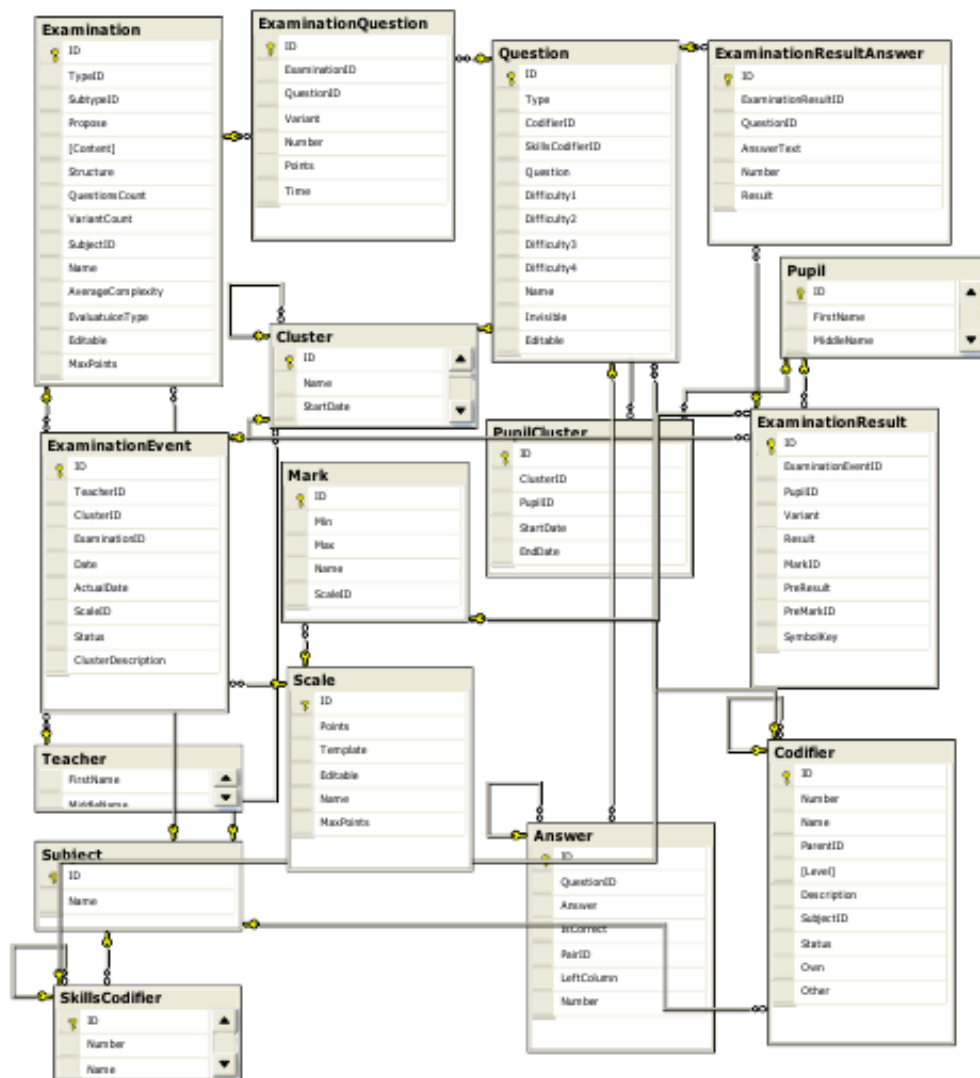 Examination
ID
TypeID
SubtypeID
Propose
[Content]
Structure
QuestionsCount
VariantCount
SubjectID
Name
AverageComplexity
EvaluatuionType
Editable
MaxPoints
ExaminationQuestion
ID
ExaminationID
QuestionID
Variant
Number
Points
Time
Question
ID
Type
CodifierID
SkillsCodifierID
Question
Difficulty1
Difficulty2
Difficulty3
Difficulty4
Name
Invisible
Editable
ExaminationResultAnswer
ID
ExaminationResultID
QuestionID
AnswerText
Number
Result
Pupil
ID
FirstName
MiddleName
Cluster
ID
Name
StartDate
ExaminationEvent
ID
TeacherID
ClusterID
ExaminationID
Date
ActualDate
ScaleID
Status
ClusterDescription
Mark
ID
Min
Max
Name
ScaleID
PupilCluster
ID
ClusterID
PupilID
StartDate
EndDate
ExaminationResult
ID
ExaminationEventID
PupilID
Variant
Result
MarkID
PreResult
PreMarkID
SymbolKey
Scale
ID
Points
Template
Editable
Name
MaxPoints
Teacher
FirstName
MiddleName
Subject
ID
Name
Answer
ID
QuestionID
Answer
IsCorrect
PairID
LeftColumn
Number
Codifier
ID
Number
Name
ParentID
[Level]
Description
SubjectID
Status
Own
Other
SkillsCodifier
ID
Number
Name